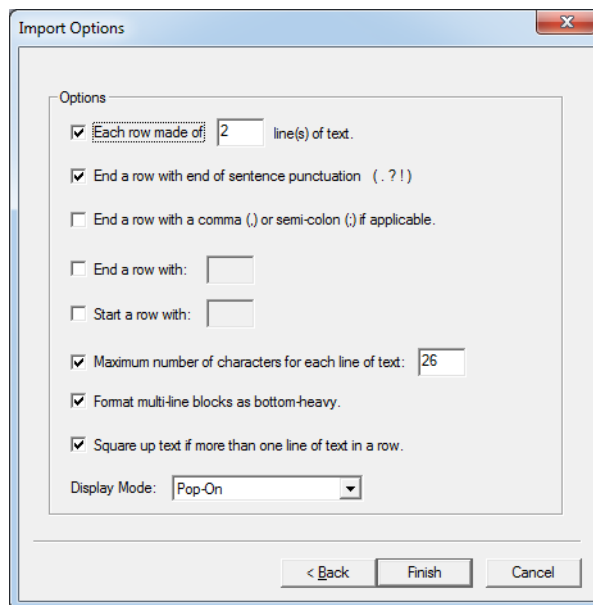 Import Options
Options
Each row made of 2 line(s) of text.
End a row with end of sentence punctuation ( . ? ! )
End a row with a comma (,) or semi-colon (;) if applicable.
End a row with:
Start a row with:
Maximum number of characters for each line of text: 26
Format multi-line blocks as bottom-heavy.
Square up text if more than one line of text in a row.
Display Mode: Pop-On
< Back Finish Cancel